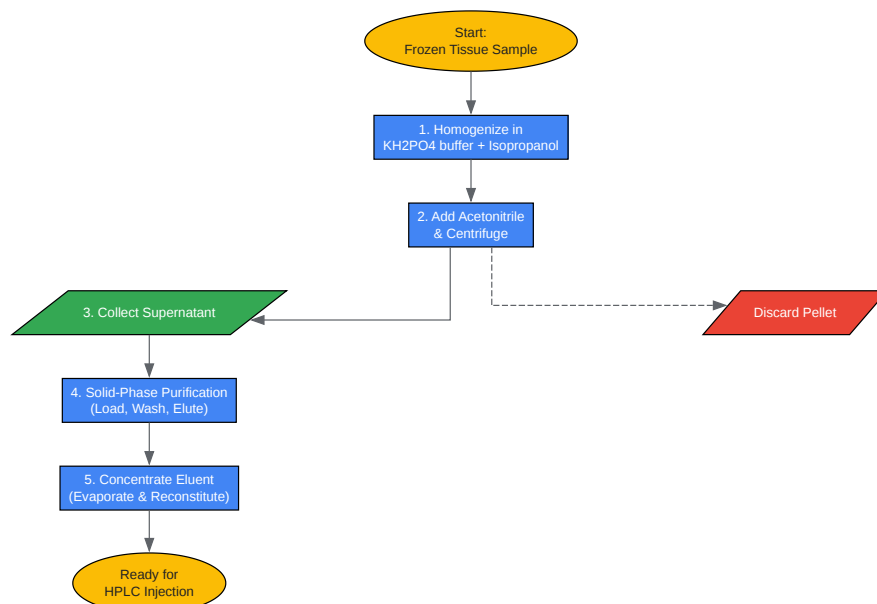 Start:
Frozen Tissue Sample
1. Homogenize in
KH2PO4 buffer + Isopropanol
2. Add Acetonitrile
& Centrifuge
3. Collect Supernatant
Discard Pellet
4. Solid-Phase Purification
(Load, Wash, Elute)
5. Concentrate Eluent
(Evaporate & Reconstitute)
Ready for
HPLC Injection